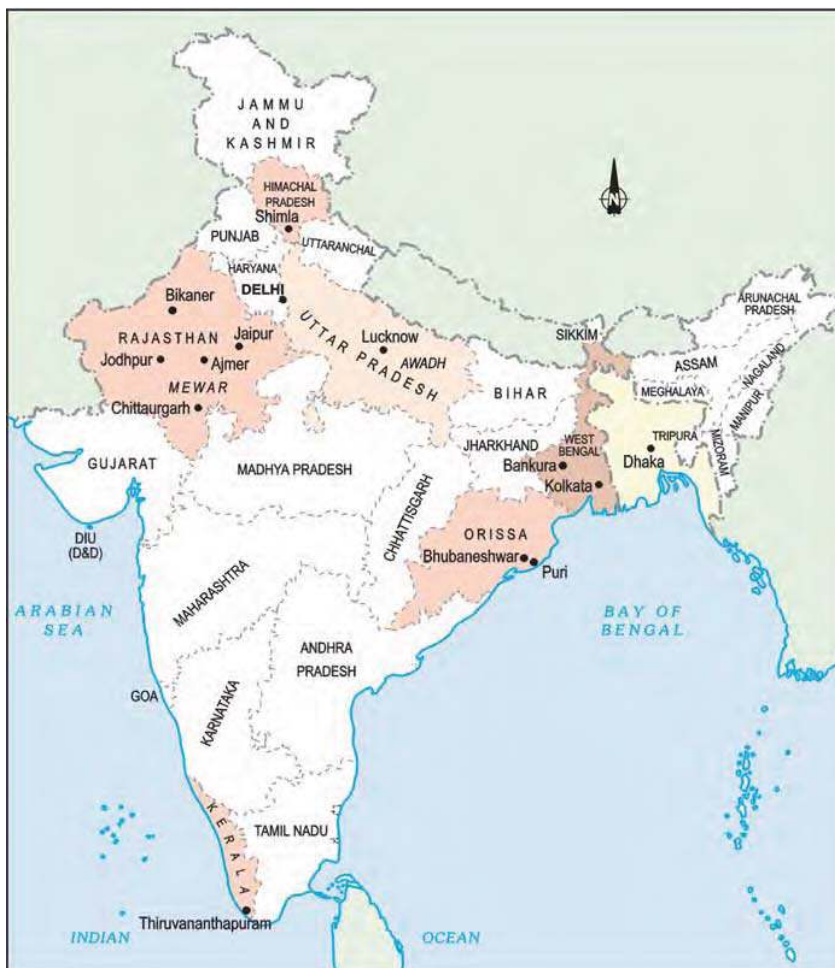 JAMMU
AND
KASHMIR
HIMACHAL
PRADESH
Shimla
PUNJAB
UTTARANCHAL
HARYANA
DELHI
Bikaner
RAJASTHAN
Jaipur
Jodhpur
Ajmer
MEWAR
Chittaurgarh
UTTAR PRADESH
Lucknow
AWADH
SIKKIM
ARUNACHAL
PRADESH
ASSAM
NAGALAND
MEGHALAYA
MANIPUR
BIHAR
TRIPURA
MIZORAM
JHARKHAND
WEST
BENGAL
Bankura
Kolkata
Dhaka
GUJARAT
MADHYA PRADESH
CHHATTISGARH
DIU
(D&D)
ORISSA
Bhubaneshwar
Puri
MAHARASHTRA
ARABIAN
SEA
BAY OF
BENGAL
ANDHRA
PRADESH
GOA
KARNATAKA
KERALA
TAMIL NADU
Thiruvananthapuram
INDIAN
OCEAN
N